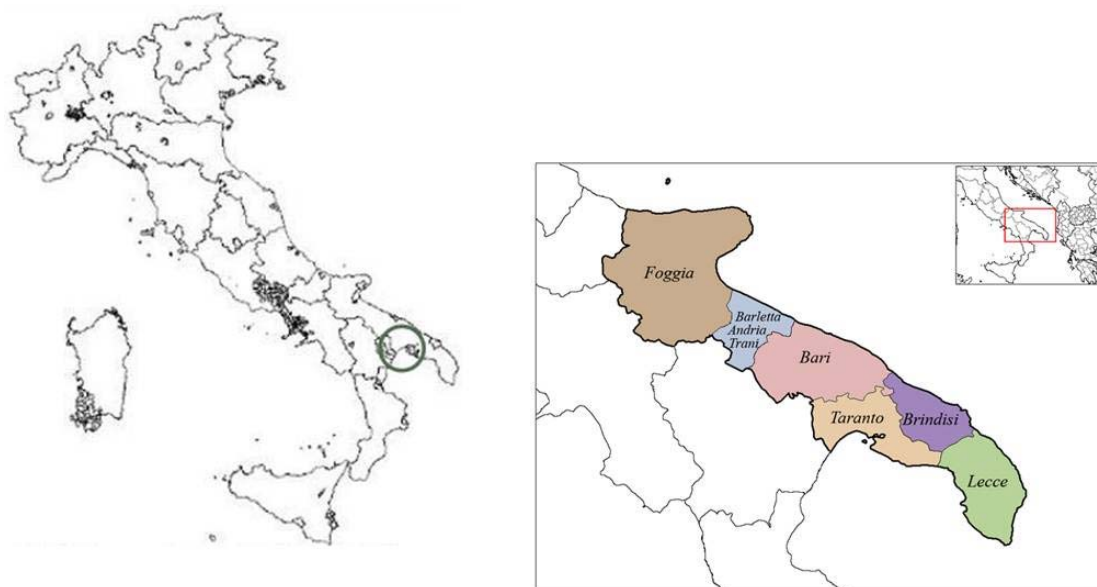 Foggia
Barletta
Andria
Trani
Bari
Taranto
Brindisi
Lecce